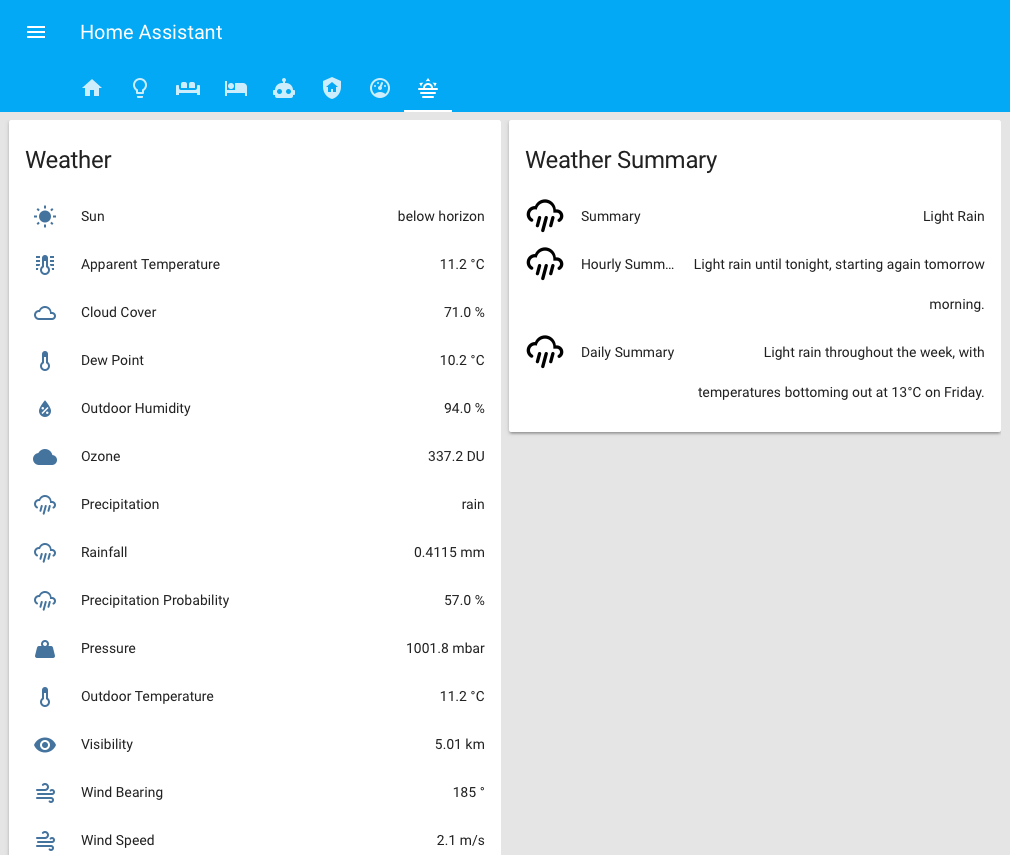 Home Assistant
Weather
Sun below horizon
Apparent Temperature 11.2 °C
Cloud Cover 71.0 %
Dew Point 10.2 °C
Outdoor Humidity 94.0 %
Ozone 337.2 DU
Precipitation rain
Rainfall 0.4115 mm
Precipitation Probability 57.0 %
Pressure 1001.8 mbar
Outdoor Temperature 11.2 °C
Visibility 5.01 km
Wind Bearing 185 °
Wind Speed 2.1 m/s
Weather Summary
Summary Light Rain
Hourly Summ... Light rain until tonight, starting again tomorrow
morning.
Daily Summary Light rain throughout the week, with
temperatures bottoming out at 13°C on Friday.